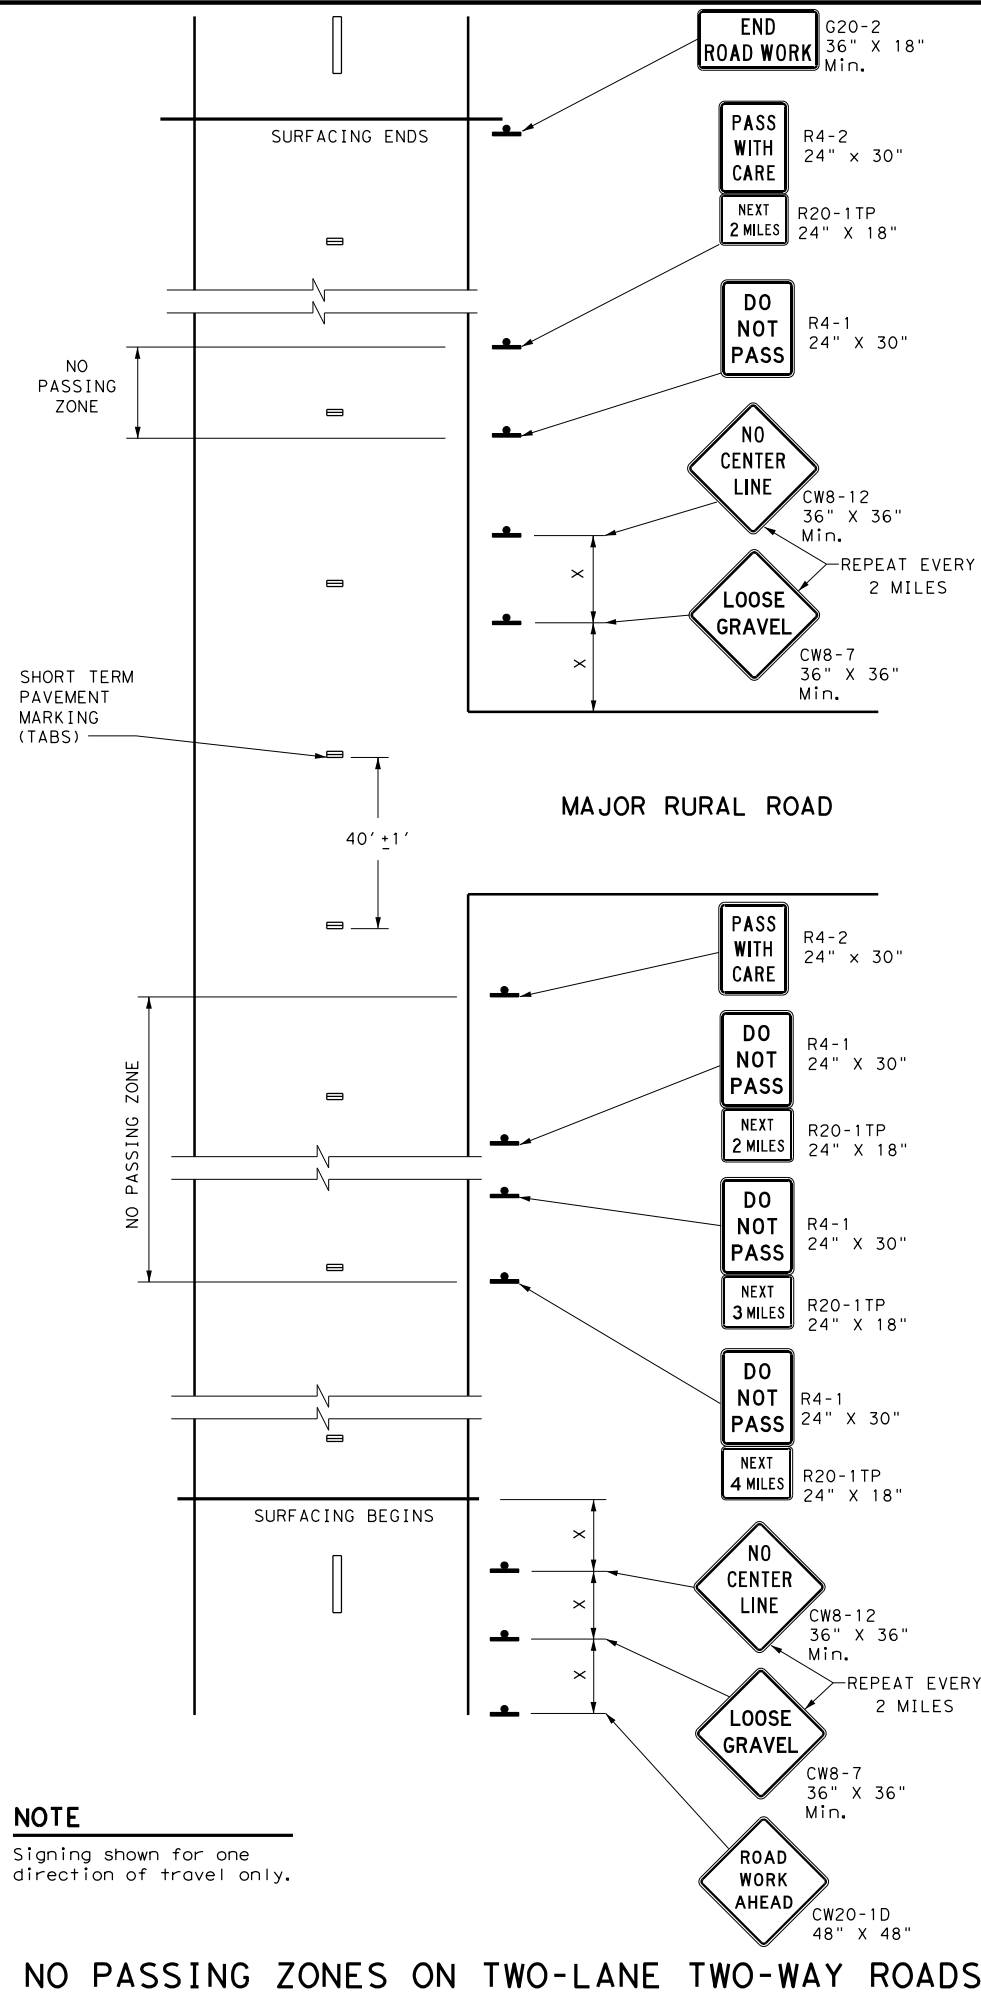 END
ROAD WORK
G20-2
36" X 18"
Min.
SURFACING ENDS
PASS
WITH
CARE
R4-2
24" x 30"
NEXT
2 MILES
R20-1TP
24" X 18"
DO
NOT
PASS
R4-1
24" X 30"
NO
PASSING
ZONE
NO
CENTER
LINE
CW8-12
36" X 36"
Min.
X
REPEAT EVERY
2 MILES
LOOSE
GRAVEL
CW8-7
36" X 36"
Min.
X
SHORT TERM
PAVEMENT
MARKING
(TABS)
MAJOR RURAL ROAD
40' ±1'
PASS
WITH
CARE
R4-2
24" x 30"
NO PASSING ZONE
DO
NOT
PASS
R4-1
24" X 30"
NEXT
2 MILES
R20-1TP
24" X 18"
DO
NOT
PASS
R4-1
24" X 30"
NEXT
3 MILES
R20-1TP
24" X 18"
DO
NOT
PASS
R4-1
24" X 30"
NEXT
4 MILES
R20-1TP
24" X 18"
SURFACING BEGINS
X
NO
CENTER
LINE
CW8-12
36" X 36"
Min.
X
X
REPEAT EVERY
2 MILES
LOOSE
GRAVEL
CW8-7
36" X 36"
Min.
NOTE
Signing shown for one
direction of travel only.
ROAD
WORK
AHEAD
CW20-1D
48" X 48"
NO PASSING ZONES ON TWO-LANE TWO-WAY ROADS